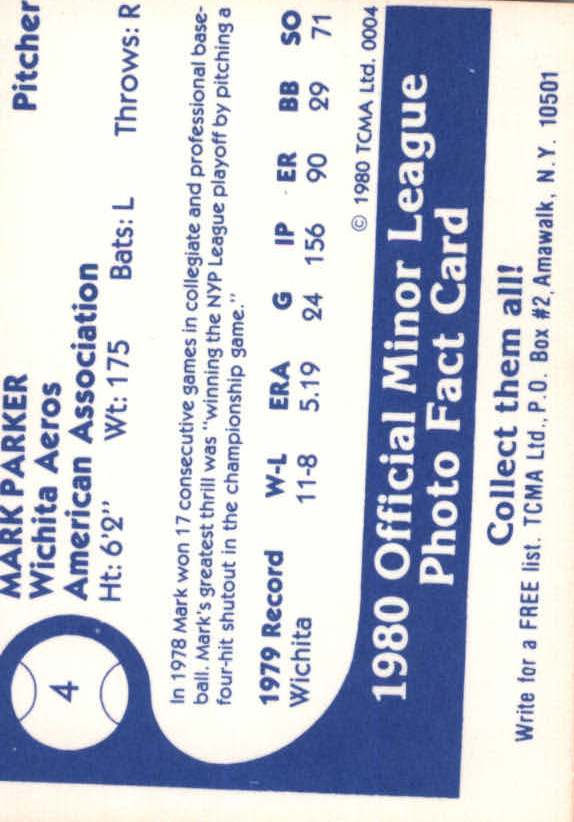 4
MARK PARKER Pitcher
Wichita Aeros
American Association
Ht: 6'2" Wt: 175 Bats: L Throws: R
In 1978 Mark won 17 consecutive games in collegiate and professional base-
ball. Mark's greatest thrill was "winning the NYP League playoff by pitching a
four-hit shutout in the championship game."
1979 Record W-L ERA G IP ER BB SO
Wichita 11-8 5.19 24 156 90 29 71
© 1980 TCMA Ltd. 0004
1980 Official Minor League
Photo Fact Card
Collect them all!
Write for a FREE list. TCMA Ltd., P.O. Box #2, Amawalk, N.Y. 10501